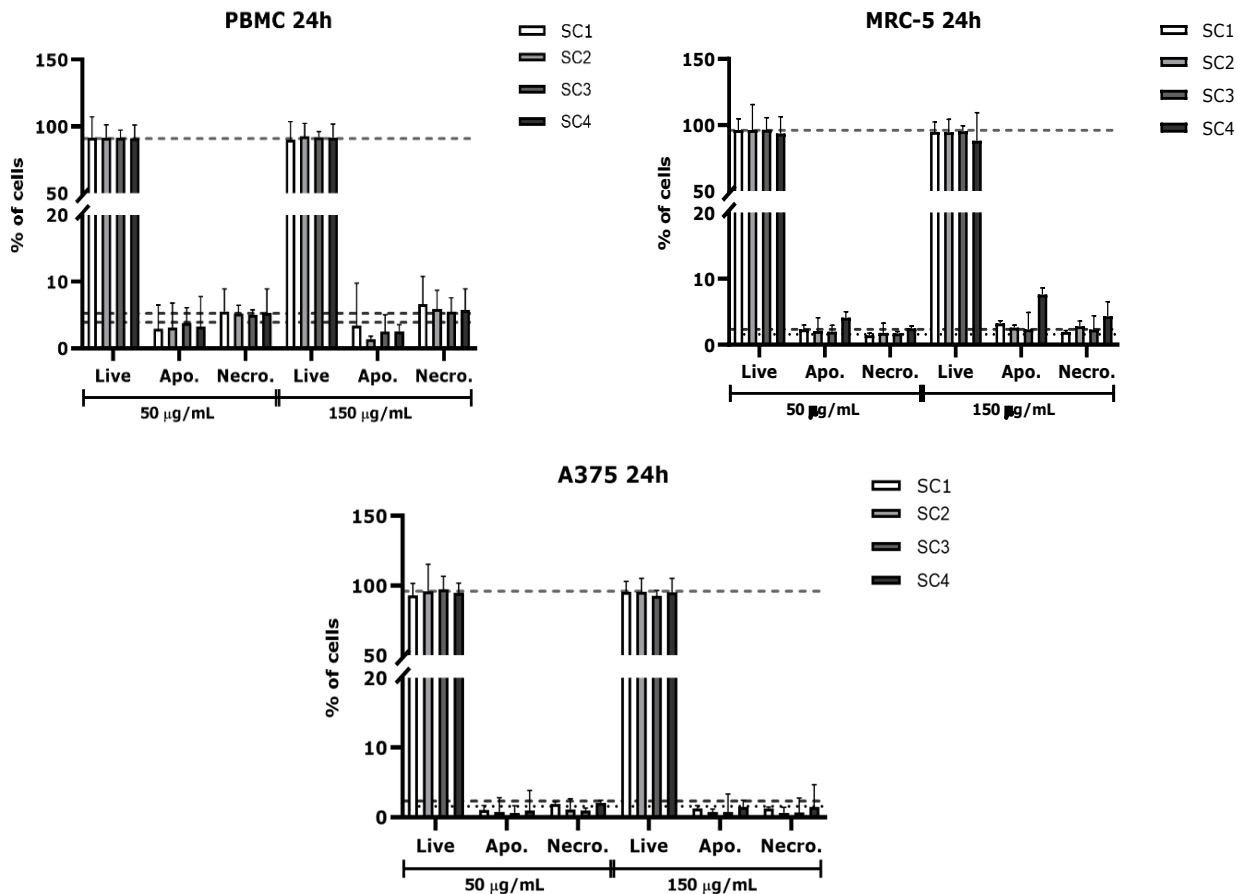 PBMC 24h
SC1
SC2
SC3
SC4
% of cells
150
100
50
20
10
0
Live Apo. Necro. Live Apo. Necro.
50 μg/mL 150 μg/mL
MRC-5 24h
SC1
SC2
SC3
SC4
% of cells
150
100
50
20
10
0
Live Apo. Necro. Live Apo. Necro.
50 μg/mL 150 μg/mL
A375 24h
SC1
SC2
SC3
SC4
% of cells
150
100
50
20
10
0
Live Apo. Necro. Live Apo. Necro.
50 μg/mL 150 μg/mL